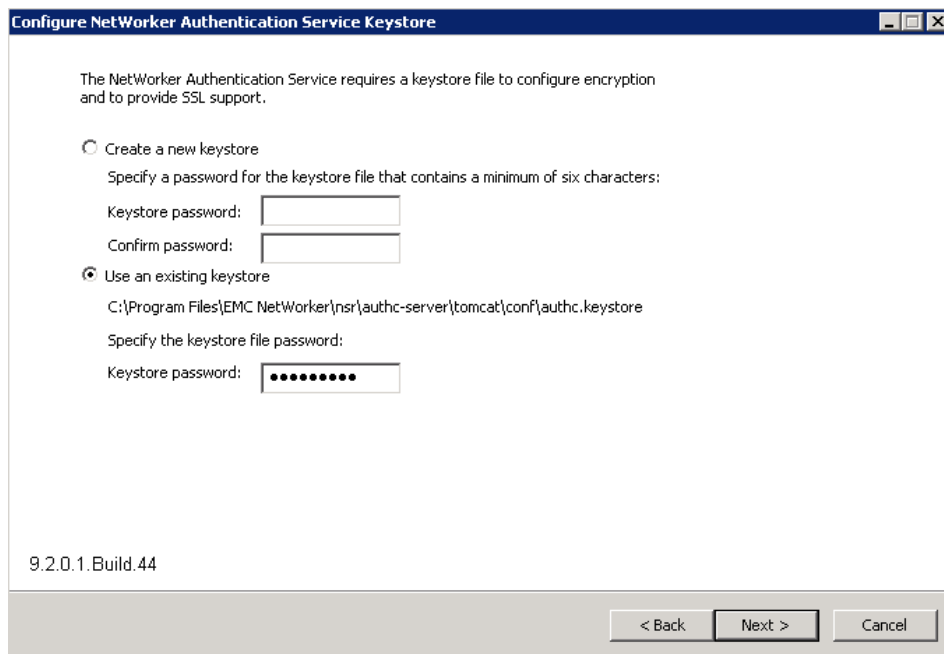 Configure NetWorker Authentication Service Keystore
The NetWorker Authentication Service requires a keystore file to configure encryption
and to provide SSL support.
Create a new keystore
Specify a password for the keystore file that contains a minimum of six characters:
Keystore password:
Confirm password:
Use an existing keystore
C:\Program Files\EMC NetWorker\nsr\authc-server\tomcat\conf\authc.keystore
Specify the keystore file password:
Keystore password: ●●●●●●●●●
9.2.0.1.Build.44
< Back Next > Cancel